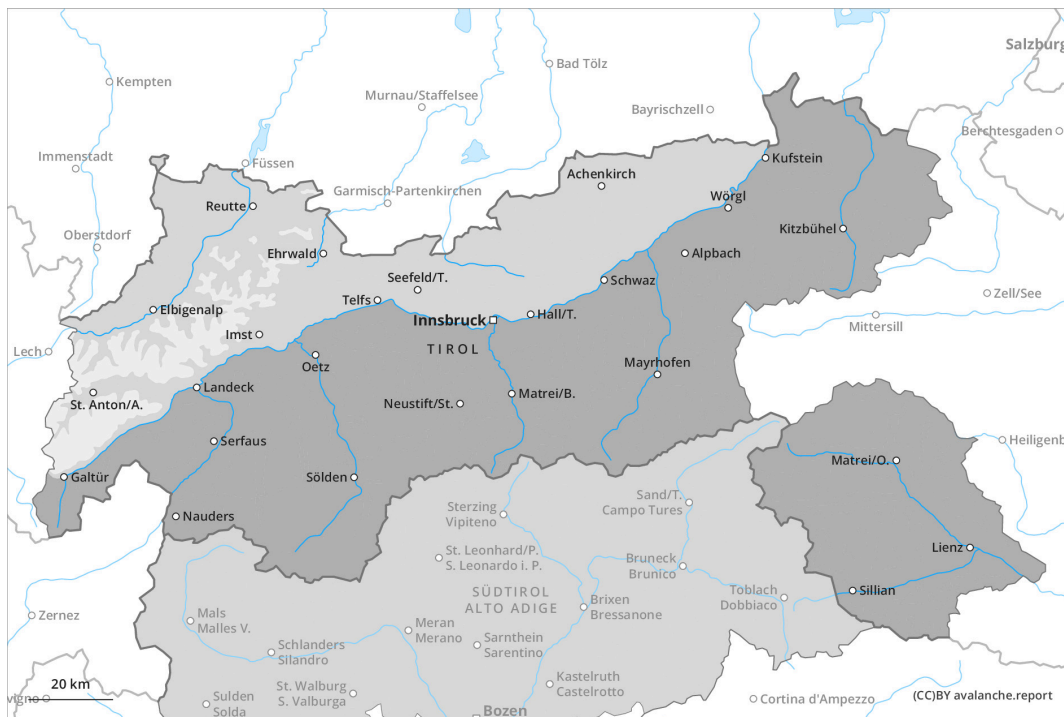 Salzburg
Kempten
Bad Tölz
Murnau/Staffelsee
Bayrischzell
Berchtesgaden
Immenstadt
Füssen
Kufstein
Achenkirch
Garmisch-Partenkirchen
Reutte
Wörgl
Oberstdorf
Kitzbühel
Ehrwald
Alpbach
Seefeld/T.
Schwaz
Zell/See
Telfs
Elbigenalp
Innsbruck
Hall/T.
Mittersill
Imst
TIROL
Lech
Oetz
Mayrhofen
Landeck
Matrei/B.
St. Anton/A.
Neustift/St.
Serfaus
Heiligenb
Matrei/O.
Galtür
Sölden
Sand/T.
Campo Tures
Sterzing
Vipiteno
Nauders
Lienz
St. Leonhard/P.
S. Leonardo i. P.
Bruneck
Brunico
SÜDTIROL
ALTO ADIGE
Sillian
Toblach
Dobbiaco
Brixen
Bressanone
Zernez
Mals
Malles V.
Meran
Merano
Sarnthein
Sarentino
Schlanders
Silandro
Kastelruth
Castelrotto
20 km
St. Walburg
S. Valburga
vigno
Sulden
Solda
Cortina d'Ampezzo
(CC)BY avalanche.report
Bozen